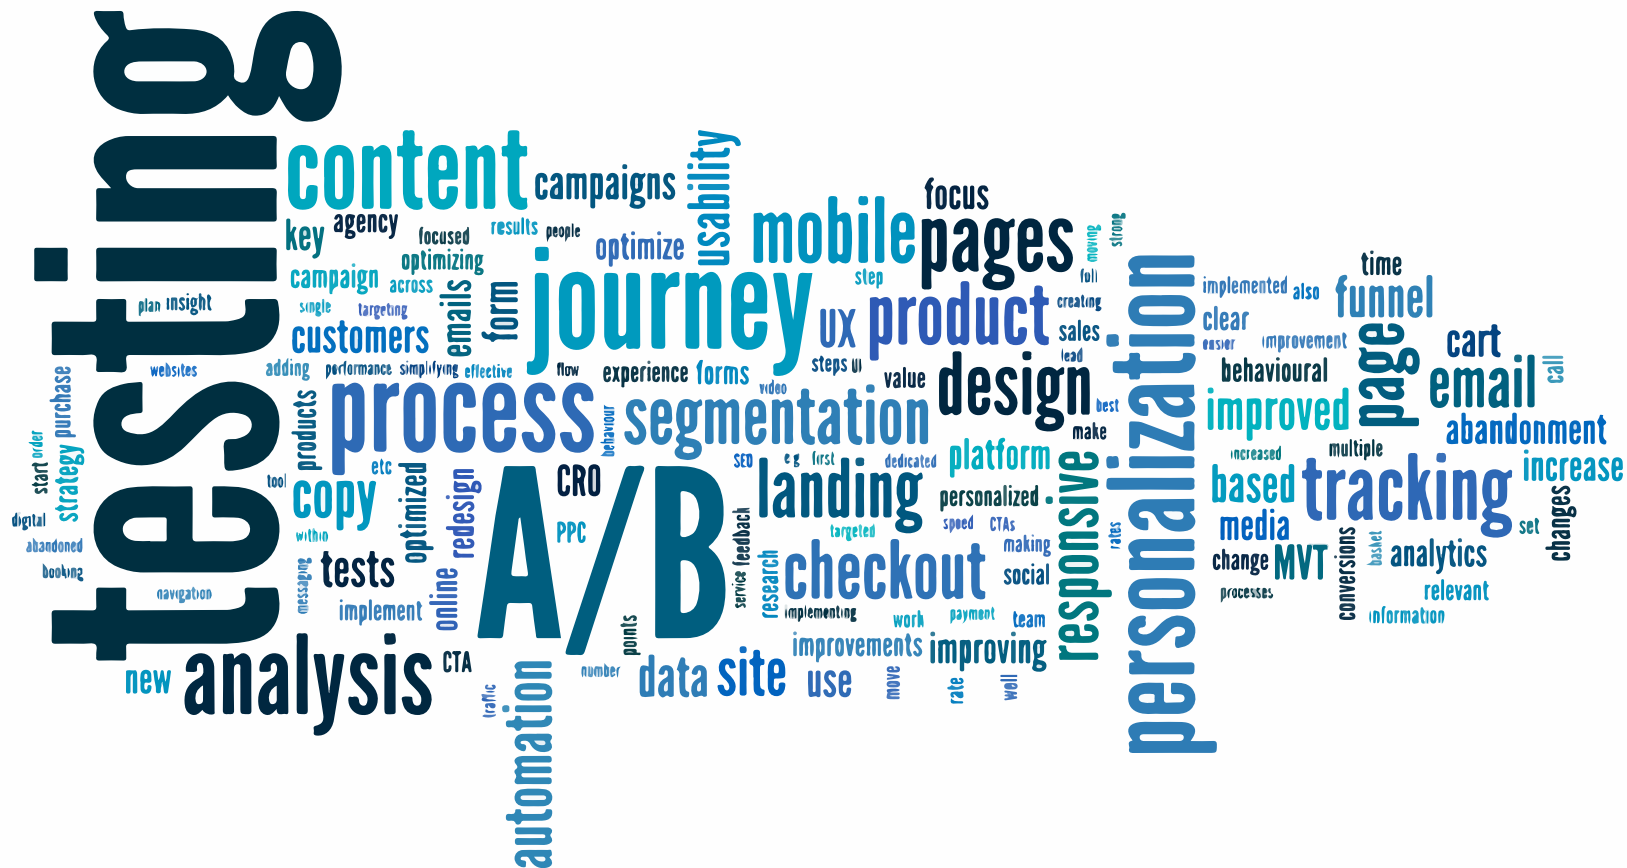 testing
content
campaigns
usability
focus
key
agency
focused
results
people
optimize
mobile
pages
moving
strong
optimizing
campaign
across
emails
form
journey
step
full
plan
insight
single
targeting
customers
UX
product
creating
sales
lead
personalization
implemented
also
time
funnel
clear
easier
improvement
page
cart
call
websites
adding
performance
simplifying
effective
flow
experience
forms
steps
UI
value
design
best
behavioural
email
purchase
products
process
behaviour
video
segmentation
make
improved
abandonment
order
start
strategy
etc
SEO
e g
first
dedicated
platform
increased
multiple
increase
tool
copy
optimized
redesign
A/B
CRO
landing
personalized
responsive
based
tracking
digital
within
PPC
feedback
targeted
speed
CTAs
rates
media
set
changes
abandoned
booking
messaging
tests
online
service
research
checkout
making
social
change
MVT
conversions
basket
analytics
navigation
implement
implementing
work
payment
team
processes
relevant
information
points
improvements
improving
new
analysis
CTA
traffic
automation
number
data
site
use
move
rate
well